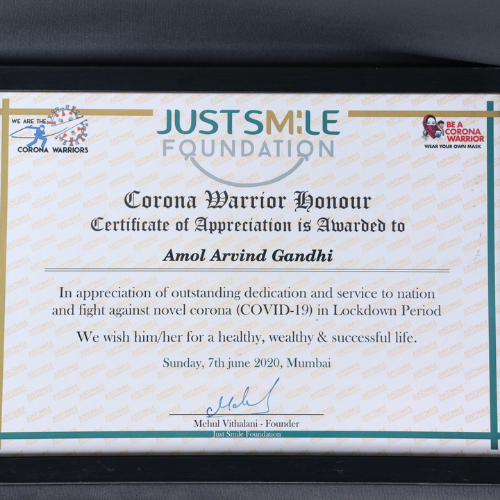 WE ARE THE
CORONA WARRIORS
JUST SMILE
FOUNDATION
BE A
CORONA
WARRIOR
WEAR YOUR OWN MASK
Corona Warrior Honour
Certificate of Appreciation is Awarded to
Amol Arvind Gandhi
In appreciation of outstanding dedication and service to nation
and fight against novel corona (COVID-19) in Lockdown Period
We wish him/her for a healthy, wealthy & successful life.
Sunday, 7th june 2020, Mumbai
Mehul Vithalani - Founder
Just Smile Foundation